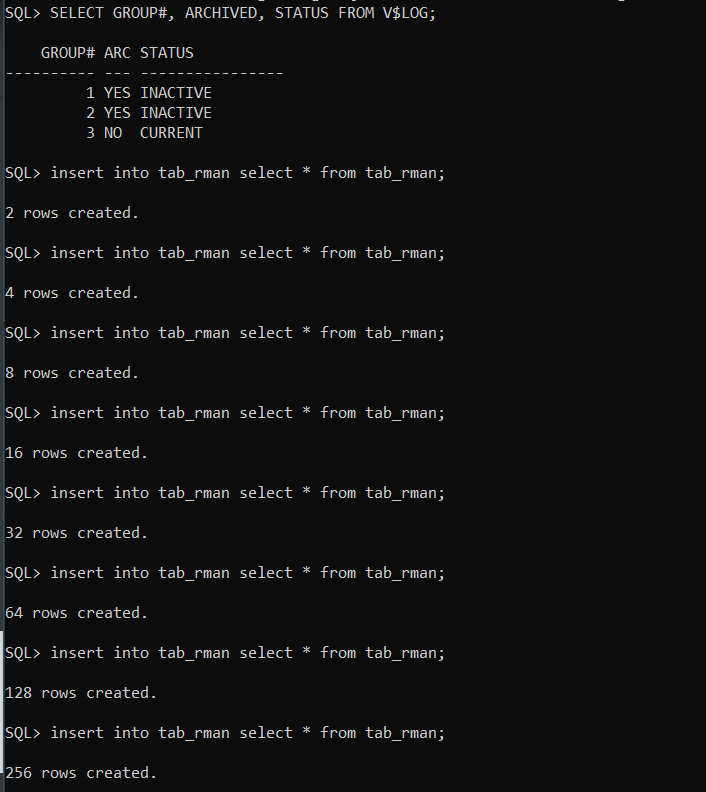 SQL> SELECT GROUP#, ARCHIVED, STATUS FROM V$LOG;
GROUP# ARC STATUS
---------- --- ----------------
1 YES INACTIVE
2 YES INACTIVE
3 NO CURRENT
SQL> insert into tab_rman select * from tab_rman;
2 rows created.
SQL> insert into tab_rman select * from tab_rman;
4 rows created.
SQL> insert into tab_rman select * from tab_rman;
8 rows created.
SQL> insert into tab_rman select * from tab_rman;
16 rows created.
SQL> insert into tab_rman select * from tab_rman;
32 rows created.
SQL> insert into tab_rman select * from tab_rman;
64 rows created.
SQL> insert into tab_rman select * from tab_rman;
128 rows created.
SQL> insert into tab_rman select * from tab_rman;
256 rows created.